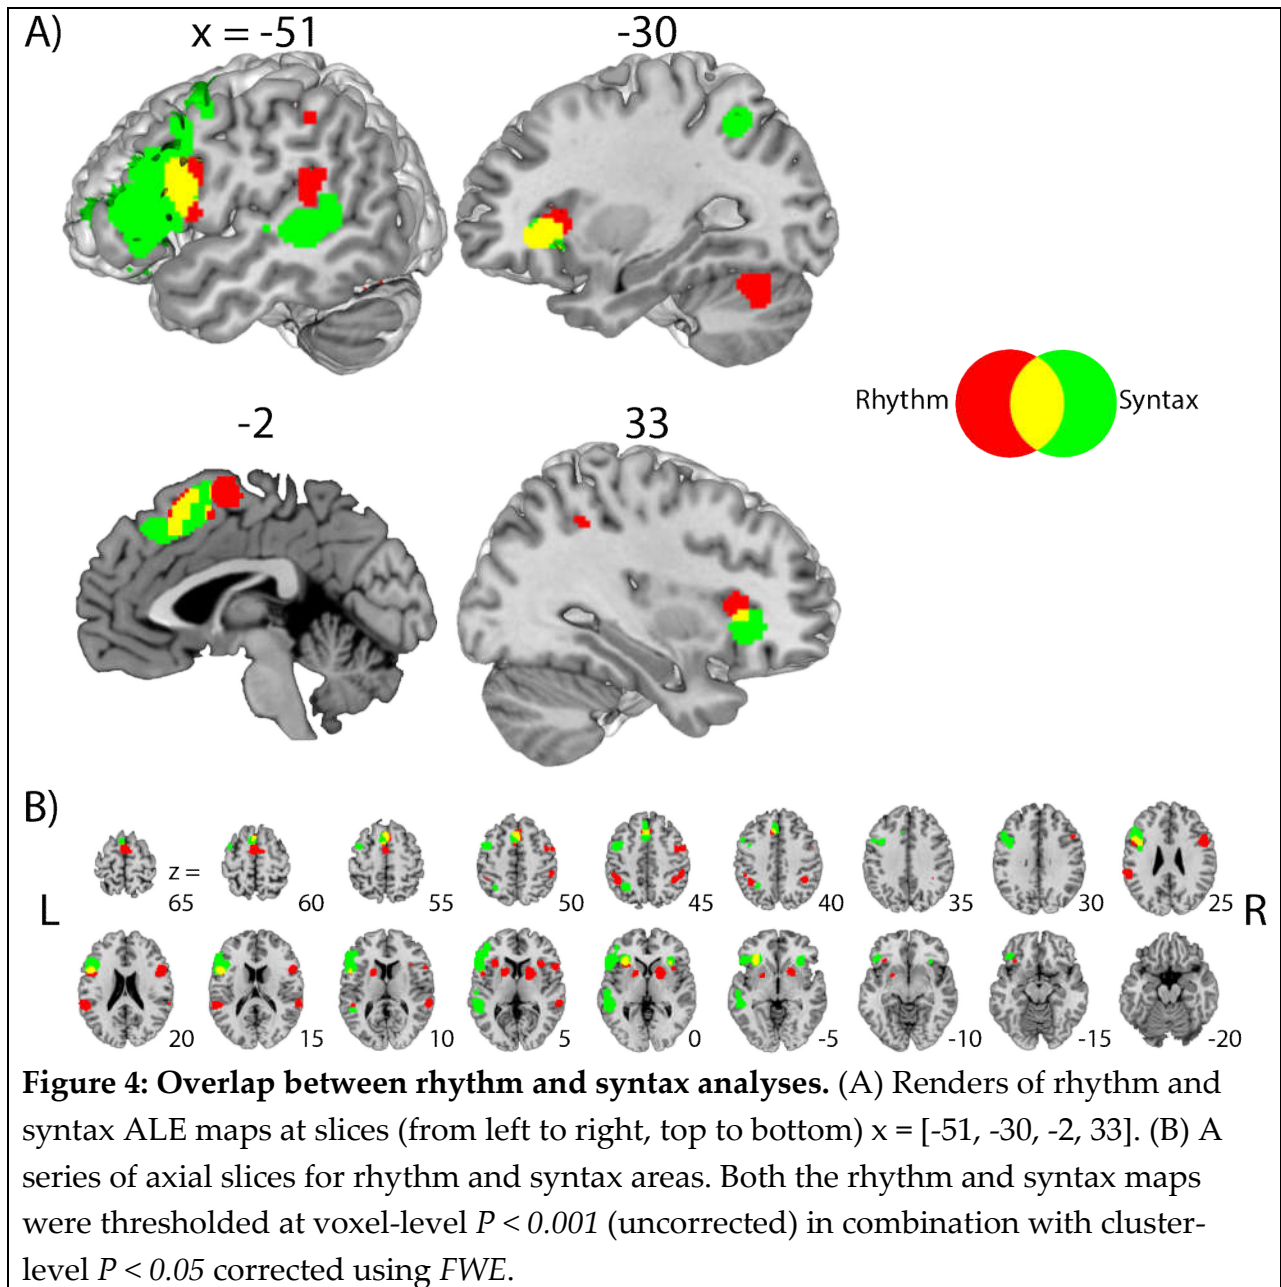 A)
x = -51
-30
Rhythm
Syntax
-2
33
B)
z =
65
60
55
50
45
40
35
30
25
L
R
20
15
10
5
0
-5
-10
-15
-20
Figure 4: Overlap between rhythm and syntax analyses. (A) Renders of rhythm and
syntax ALE maps at slices (from left to right, top to bottom) x = [-51, -30, -2, 33]. (B) A
series of axial slices for rhythm and syntax areas. Both the rhythm and syntax maps
were thresholded at voxel-level P < 0.001 (uncorrected) in combination with cluster-
level P < 0.05 corrected using FWE.